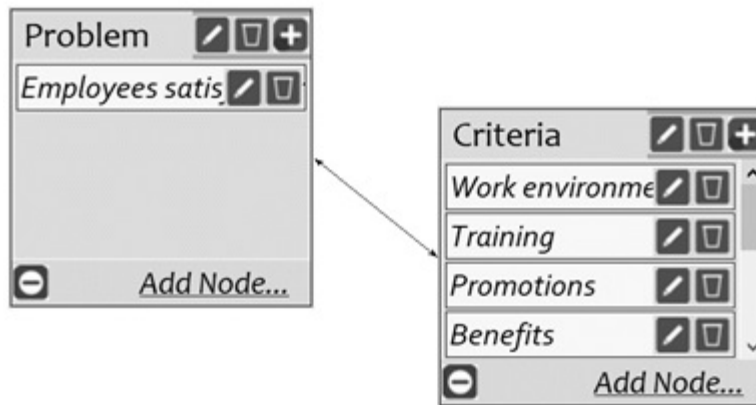 Problem
Employees satis
Add Node...
Criteria
Work environme
Training
Promotions
Benefits
Add Node...